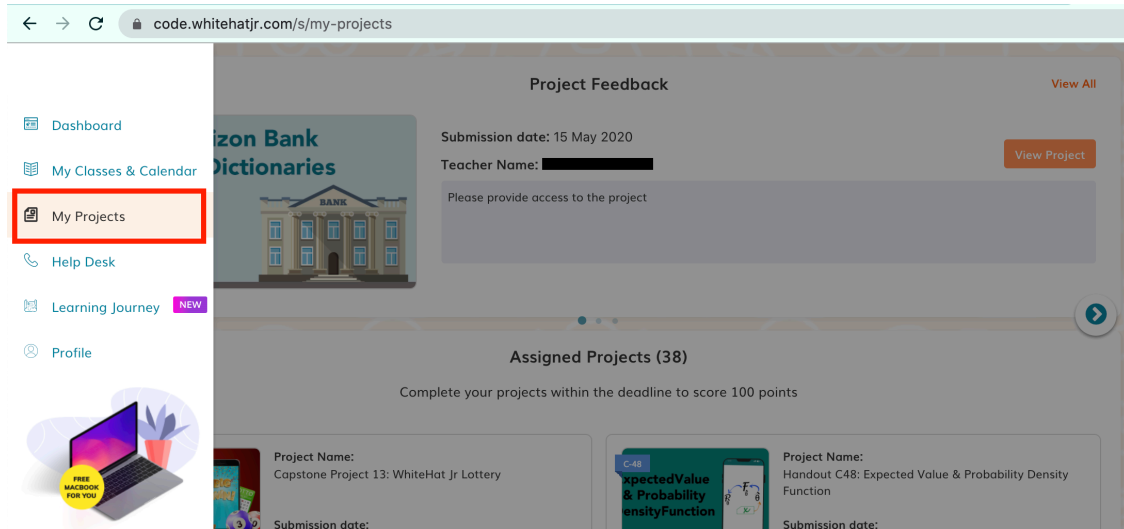 code.whitehatjr.com/s/my-projects
Dashboard
My Classes & Calendar
My Projects
Help Desk
Learning Journey NEW
Profile
FREE
MACBOOK
FOR YOU
Project Feedback
View All
izon Bank
Dictionaries
BANK
Submission date: 15 May 2020
Teacher Name:
View Project
Please provide access to the project
Assigned Projects (38)
Complete your projects within the deadline to score 100 points
Project Name:
Capstone Project 13: WhiteHat Jr Lottery
Submission date:
C-48
xpectedValue
& Probability
ensityFunction
Project Name:
Handout C48: Expected Value & Probability Density
Function
Submission date: